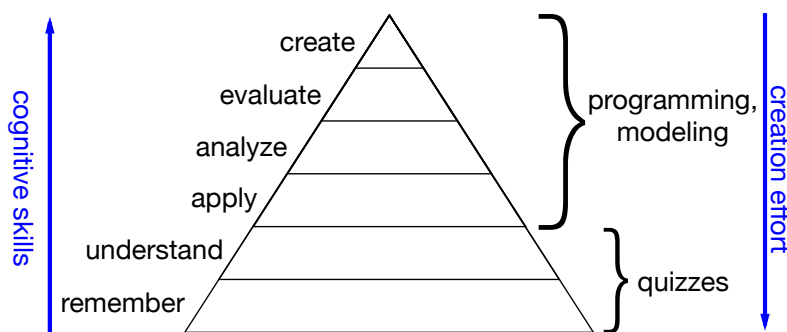 create
evaluate
analyze
apply
understand
remember
cognitive skills
programming,
modeling
quizzes
creation effort